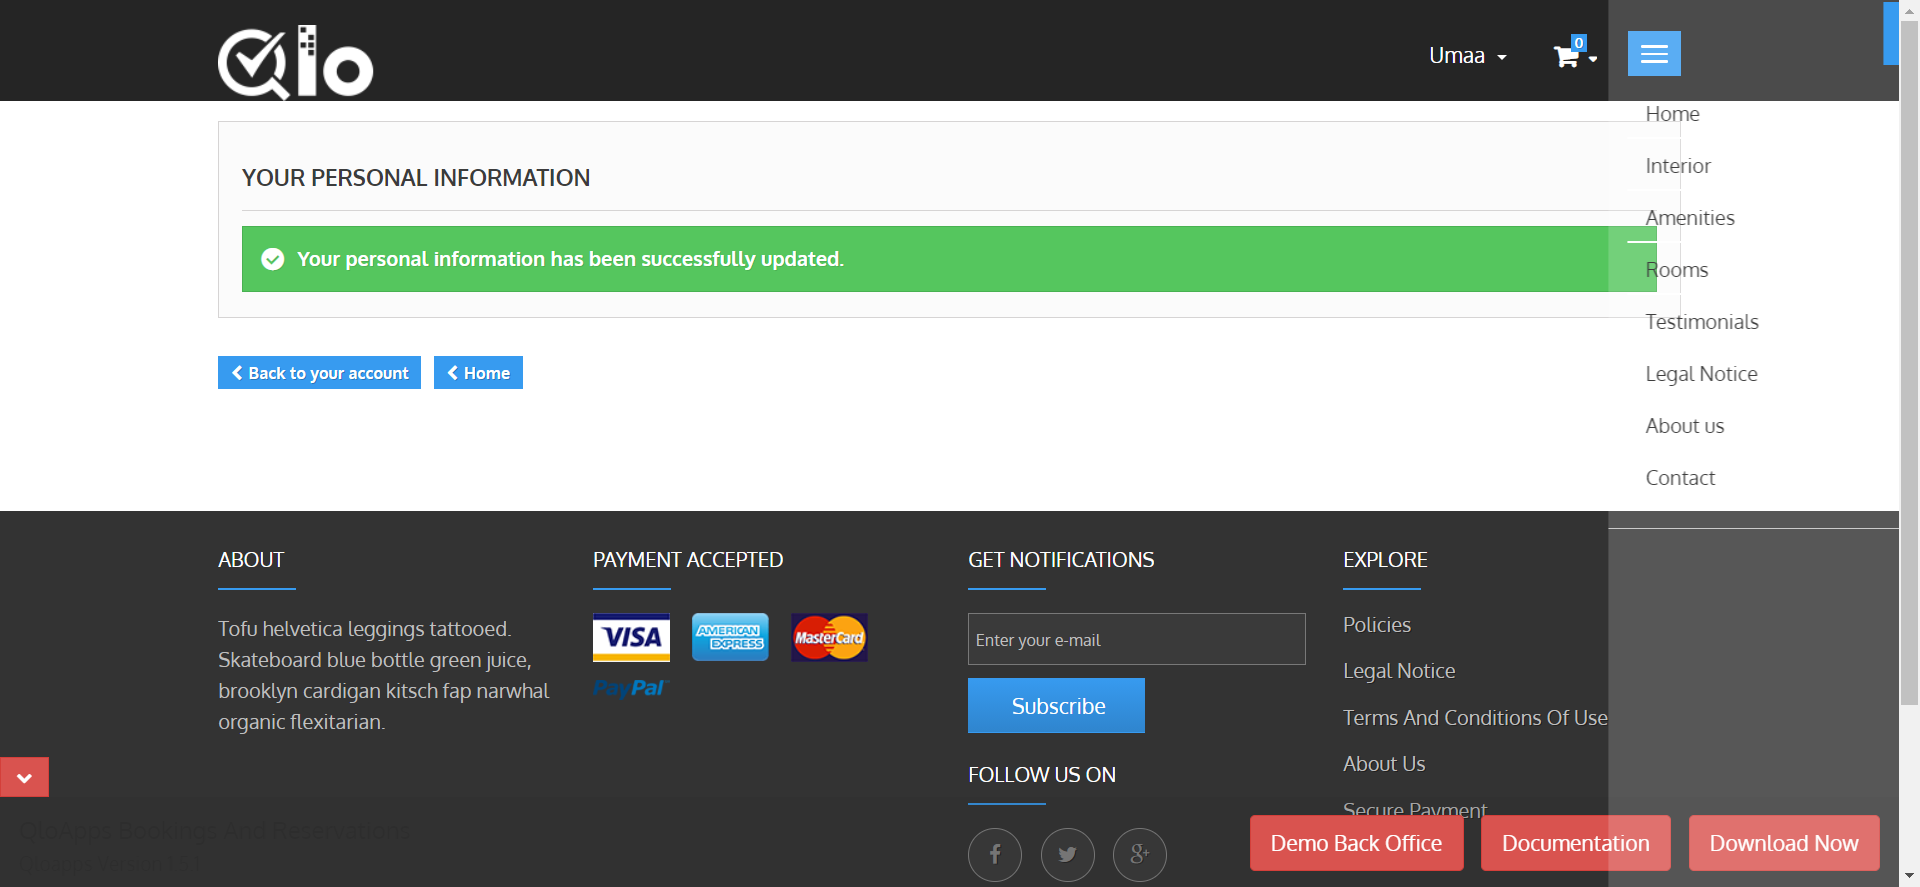 Qlo
Umaa
0
Home
Interior
Amenities
Rooms
Testimonials
Legal Notice
About us
Contact
YOUR PERSONAL INFORMATION
Your personal information has been successfully updated.
Back to your account
Home
ABOUT
Tofu helvetica leggings tattooed.
Skateboard blue bottle green juice,
brooklyn cardigan kitsch fap narwhal
organic flexitarian.
PAYMENT ACCEPTED
VISA
AMERICAN
EXPRESS
MasterCard
PayPal
GET NOTIFICATIONS
Enter your e-mail
Subscribe
FOLLOW US ON
f
g+
EXPLORE
Policies
Legal Notice
Terms And Conditions Of Use
About Us
Secure Payment
QloApps Bookings And Reservations
Qloapps Version 1.5.1
Demo Back Office
Documentation
Download Now